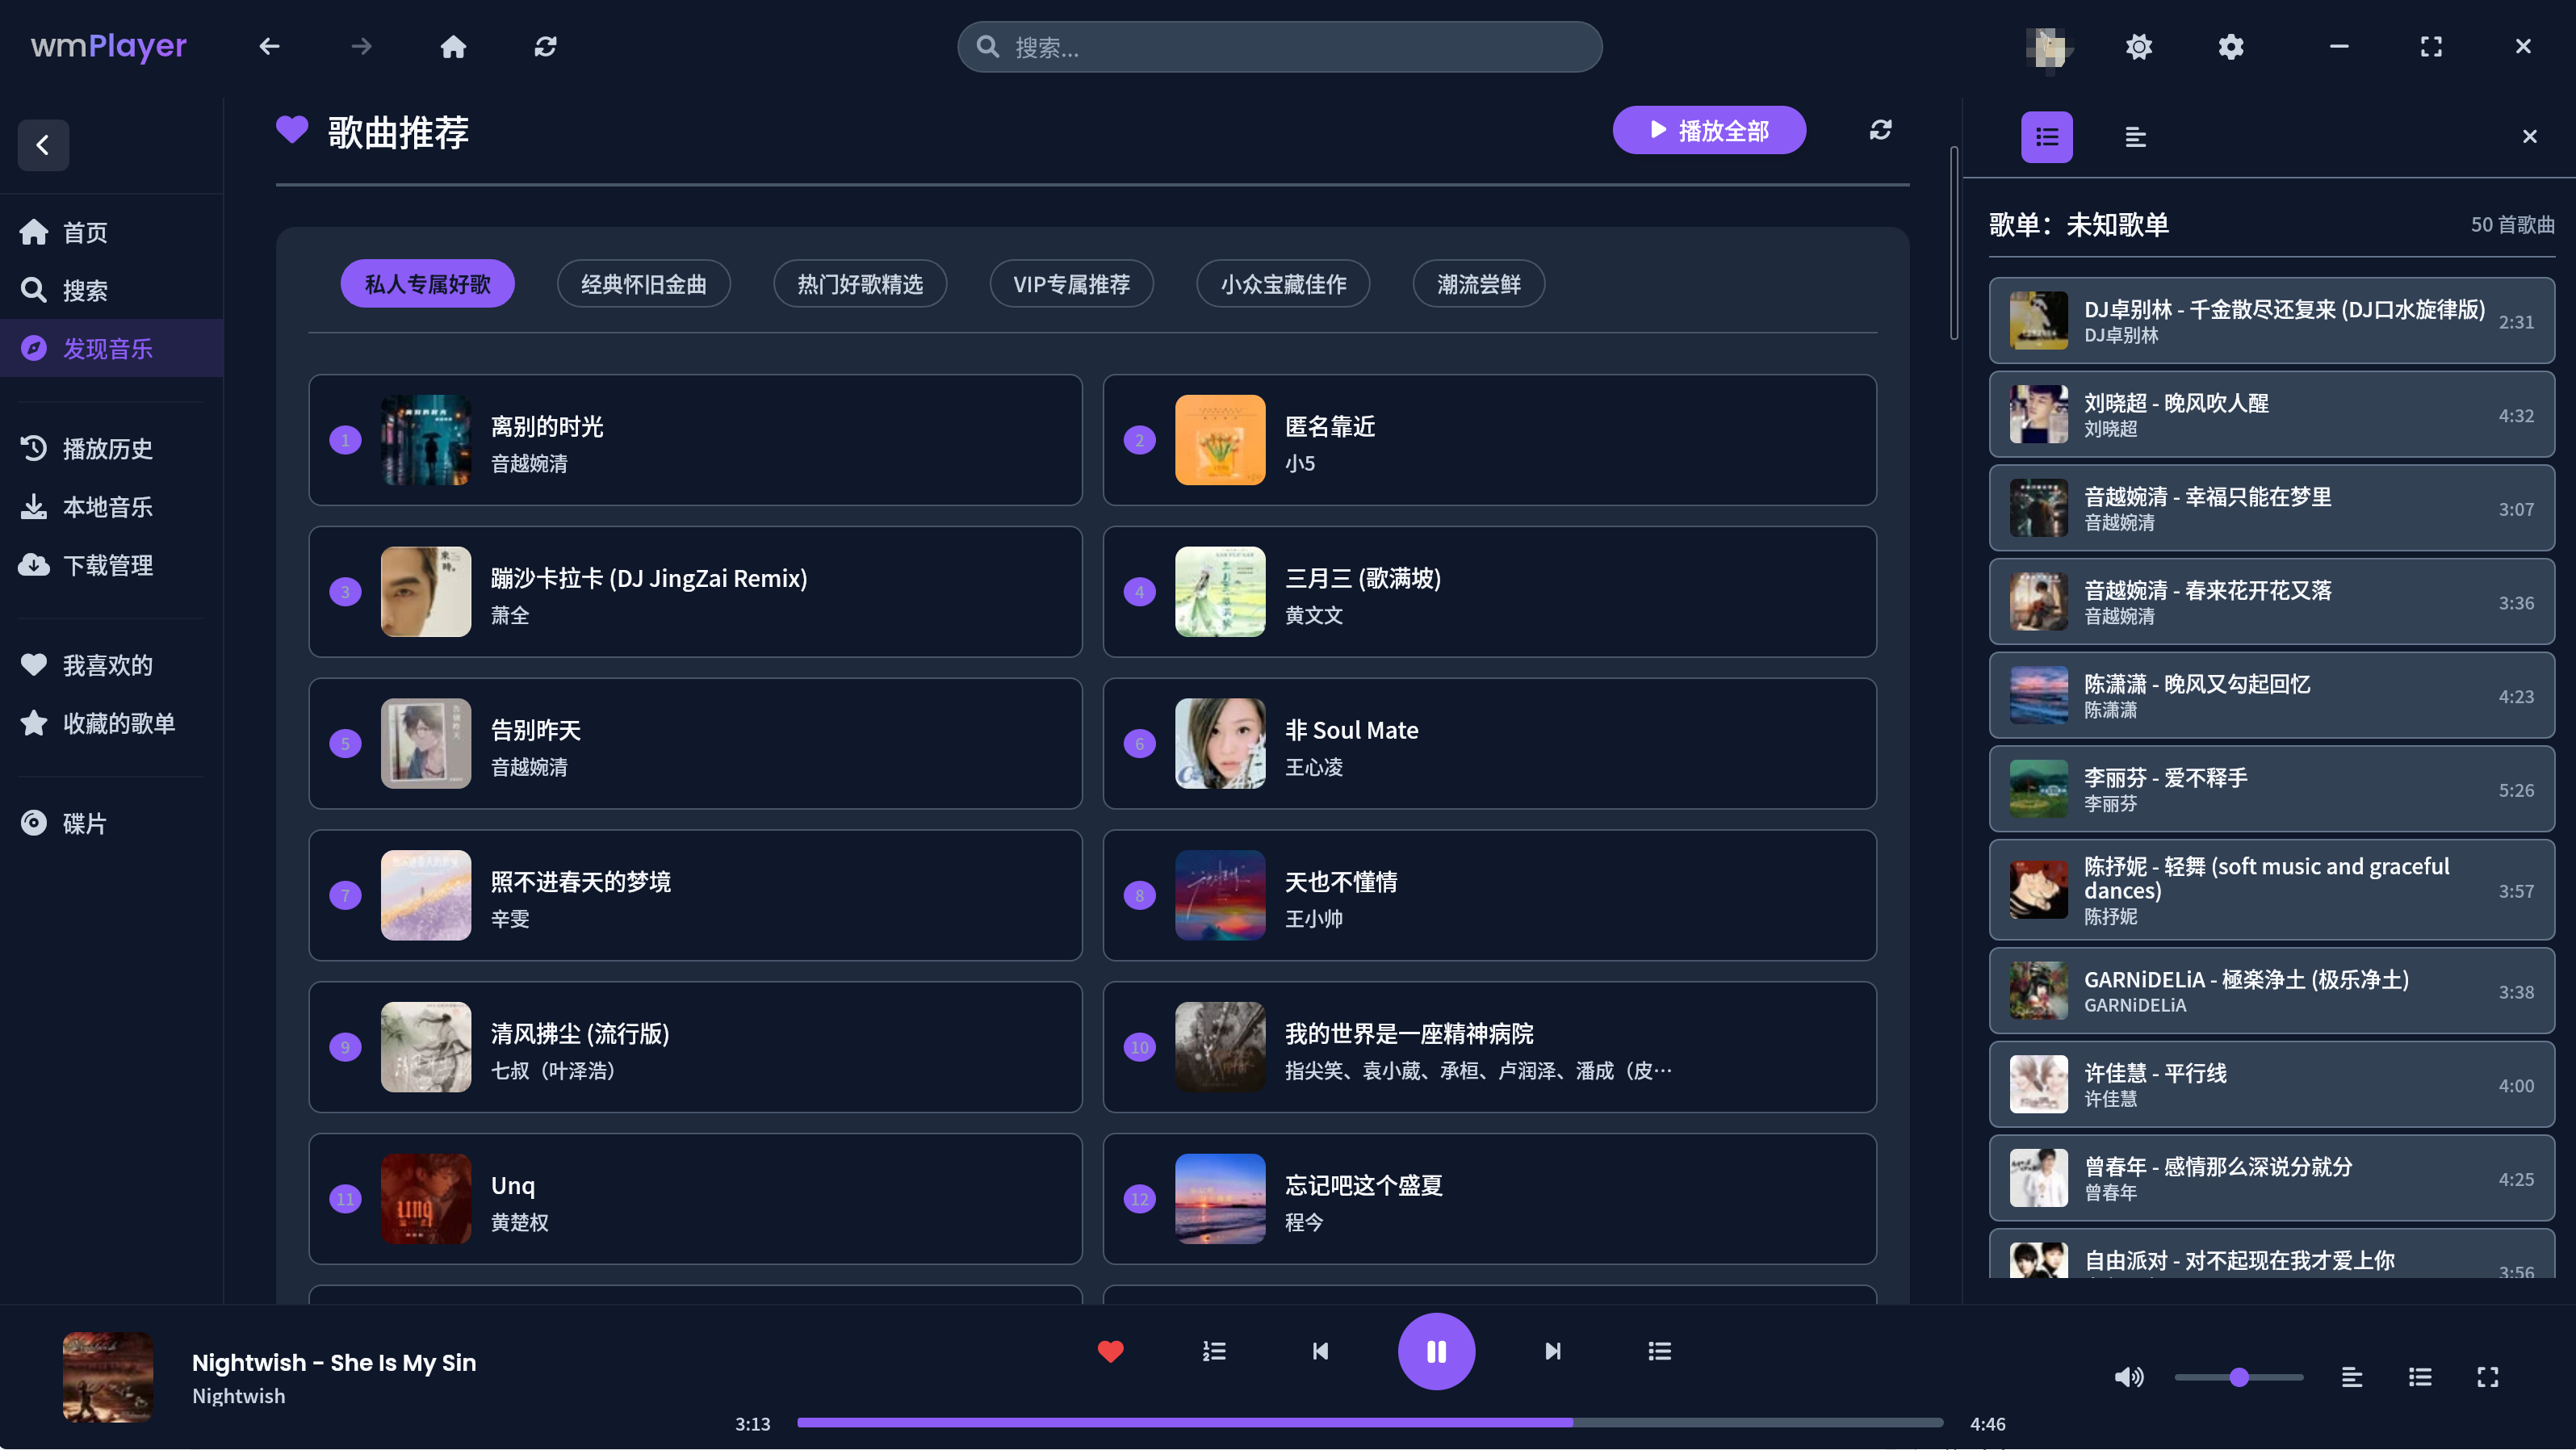 wmPlayer
搜索...
首页
搜索
发现音乐
播放历史
本地音乐
下载管理
我喜欢的
收藏的歌单
碟片
歌曲推荐
播放全部
私人专属好歌 经典怀旧金曲 热门好歌精选 VIP专属推荐 小众宝藏佳作 潮流尝鲜
1
离别的时光
音越婉清
2
匿名靠近
小5
3
蹦沙卡拉卡 (DJ JingZai Remix)
萧全
4
三月三 (歌满坡)
黄文文
5
告别昨天
音越婉清
6
非 Soul Mate
王心凌
7
照不进春天的梦境
辛雯
8
天也不懂情
王小帅
9
清风拂尘 (流行版)
七叔（叶泽浩）
10
我的世界是一座精神病院
指尖笑、袁小葳、承桓、卢润泽、潘成（皮…
11
Unq
黄楚权
12
忘记吧这个盛夏
程今
歌单：未知歌单
50 首歌曲
DJ卓别林 - 千金散尽还复来 (DJ口水旋律版)
DJ卓别林
2:31
刘晓超 - 晚风吹人醒
刘晓超
4:32
音越婉清 - 幸福只能在梦里
音越婉清
3:07
音越婉清 - 春来花开花又落
音越婉清
3:36
陈潇潇 - 晚风又勾起回忆
陈潇潇
4:23
李丽芬 - 爱不释手
李丽芬
5:26
陈抒妮 - 轻舞 (soft music and graceful
dances)
陈抒妮
3:57
GARNiDELiA - 極楽浄土 (极乐净土)
GARNiDELiA
3:38
许佳慧 - 平行线
许佳慧
4:00
曾春年 - 感情那么深说分就分
曾春年
4:25
自由派对 - 对不起现在我才爱上你
3:56
Nightwish - She Is My Sin
Nightwish
3:13
4:46